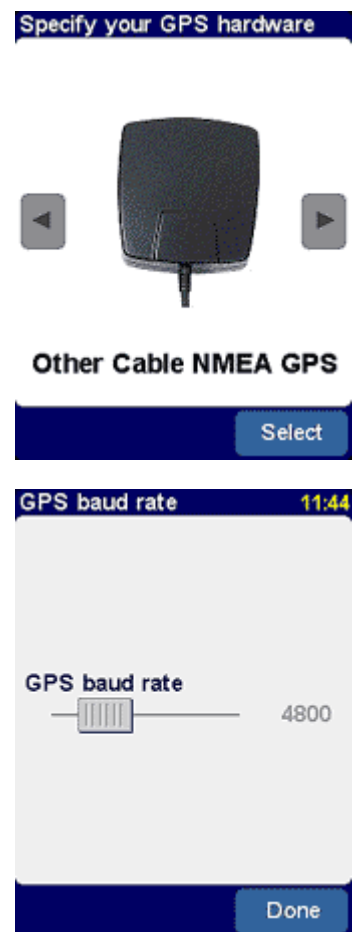 Specify your GPS hardware
Other Cable NMEA GPS
Select
GPS baud rate 11:44
GPS baud rate
4800
Done